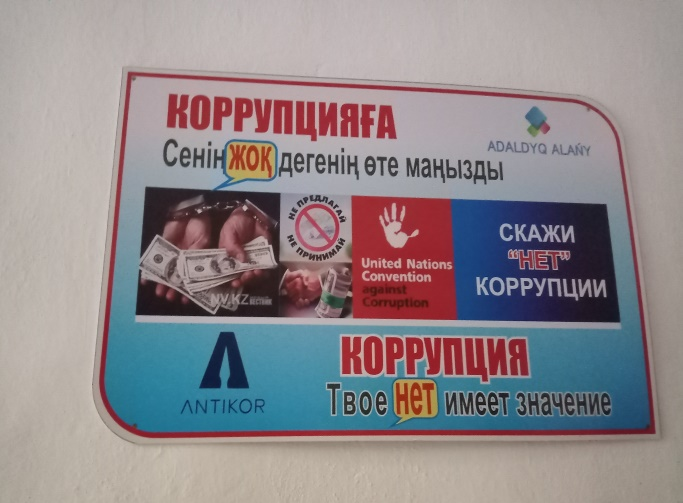 КОРРУПЦИЯҒА
ADALDYQ ALAŃY
Сенің ЖОҚ дегенің өте маңызды
НЕ ПРЕДЛАГАЙ
НЕ ПРИНИМАЙ
United Nations
Convention
against
Corruption
NV.KZ
СКАЖИ
"НЕТ"
КОРРУПЦИИ
ANTIKOR
КОРРУПЦИЯ
Твое нет имеет значение